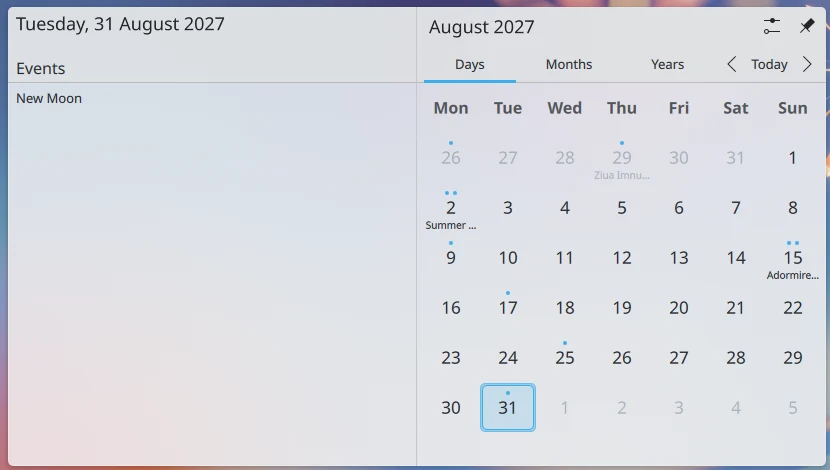 Tuesday, 31 August 2027
Events
New Moon
August 2027
Days Months Years Today
Mon Tue Wed Thu Fri Sat Sun
26 27 28 29 30 31 1
Ziua Imnu...
2 3 4 5 6 7 8
Summer ...
9 10 11 12 13 14 15
Adormire...
16 17 18 19 20 21 22
23 24 25 26 27 28 29
30 31 1 2 3 4 5